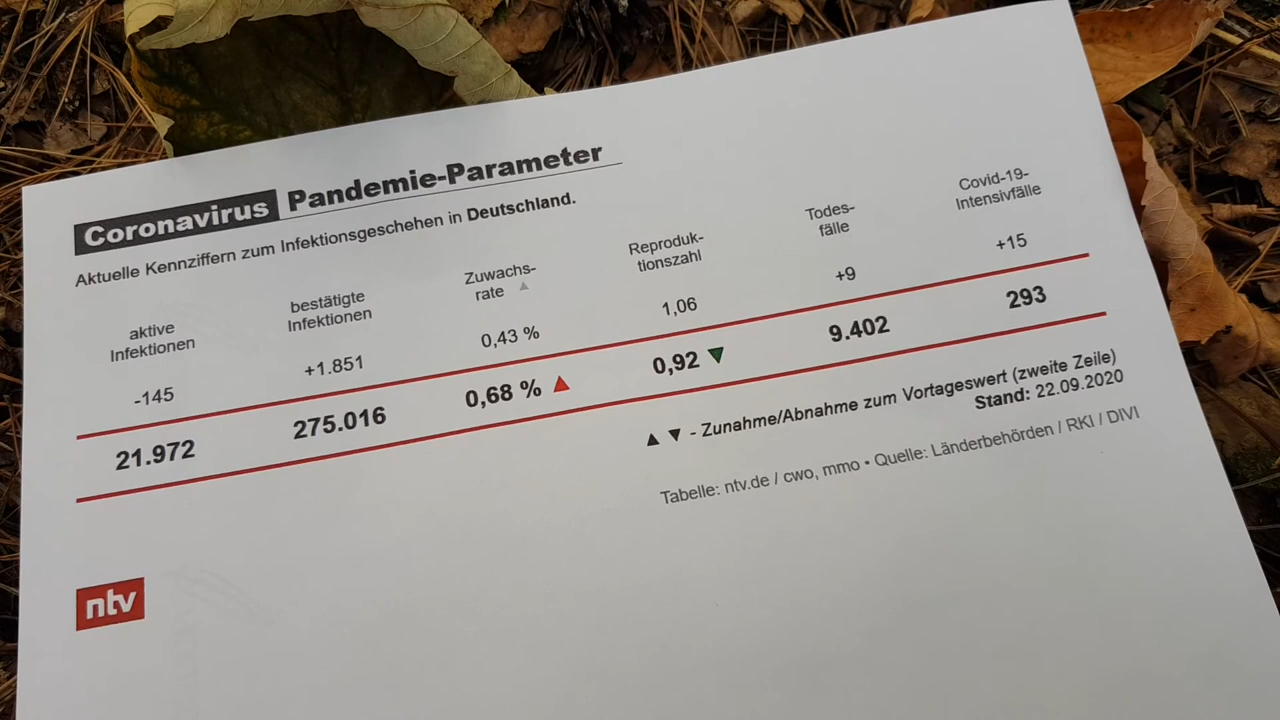 Coronavirus Pandemie-Parameter
Aktuelle Kennziffern zum Infektionsgeschehen in Deutschland.
aktive
Infektionen
bestätigte
Infektionen
Zuwachs-
rate ▲
Reproduk-
tionszahl
Todes-
fälle
Covid-19-
Intensivfälle
-145 +1.851 0,43 % 1,06 +9 +15
21.972 275.016 0,68 % ▲ 0,92 ▼ 9.402 293
▲ ▼ - Zunahme/Abnahme zum Vortageswert (zweite Zeile)
Stand: 22.09.2020
Tabelle: ntv.de / cwo, mmo • Quelle: Länderbehörden / RKI / DIVI
ntv